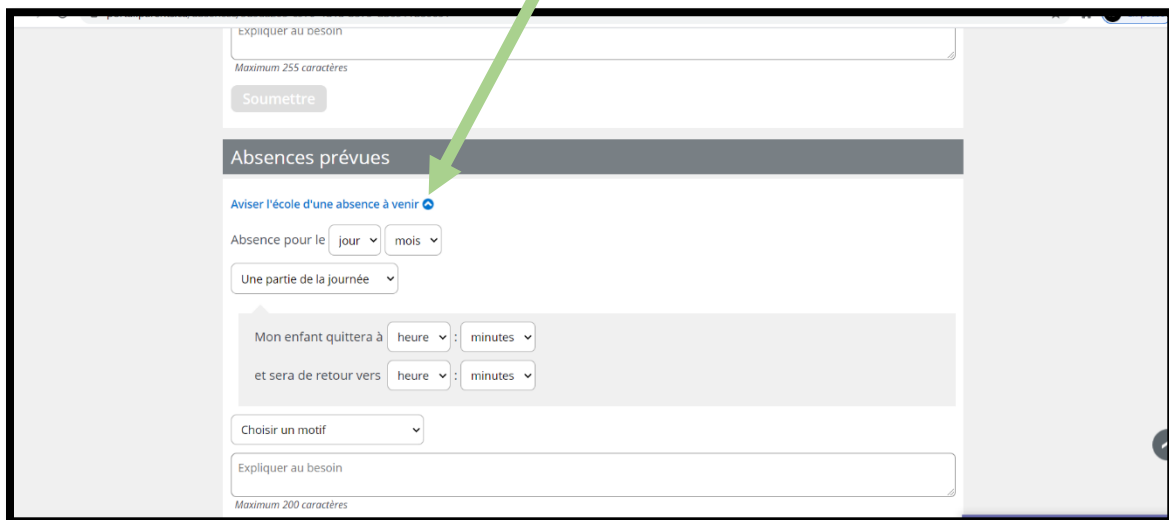 Expliquer au besoin
Maximum 255 caractères
Soumettre
Absences prévues
Aviser l'école d'une absence à venir
Absence pour le jour mois
Une partie de la journée
Mon enfant quittera à heure : minutes
et sera de retour vers heure : minutes
Choisir un motif
Expliquer au besoin
Maximum 200 caractères